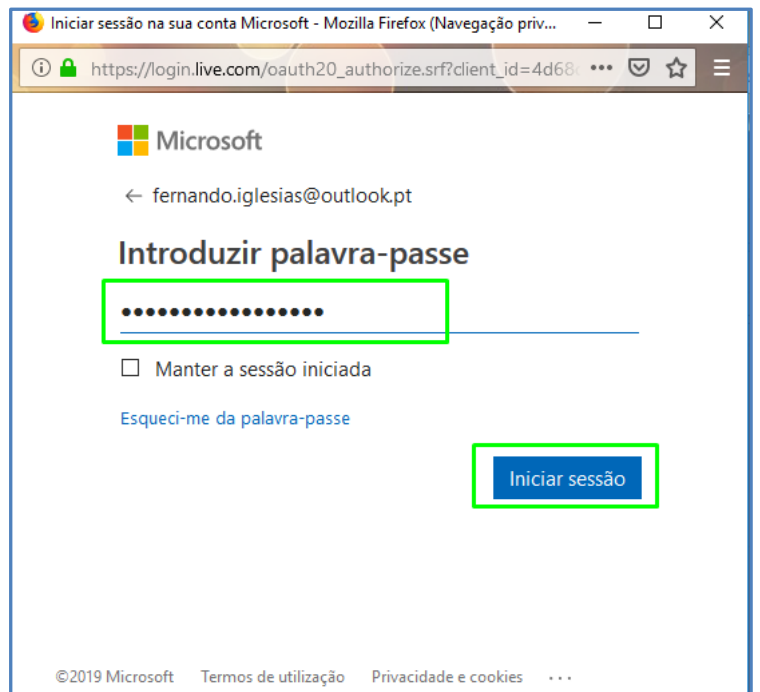 Iniciar sessão na sua conta Microsoft - Mozilla Firefox (Navegação priv...
https://login.live.com/oauth20_authorize.srf?client_id=4d68
Microsoft
← fernando.iglesias@outlook.pt
Introduzir palavra-passe
•••••••••••••••••
Manter a sessão iniciada
Esqueci-me da palavra-passe
Iniciar sessão
©2019 Microsoft Termos de utilização Privacidade e cookies ...